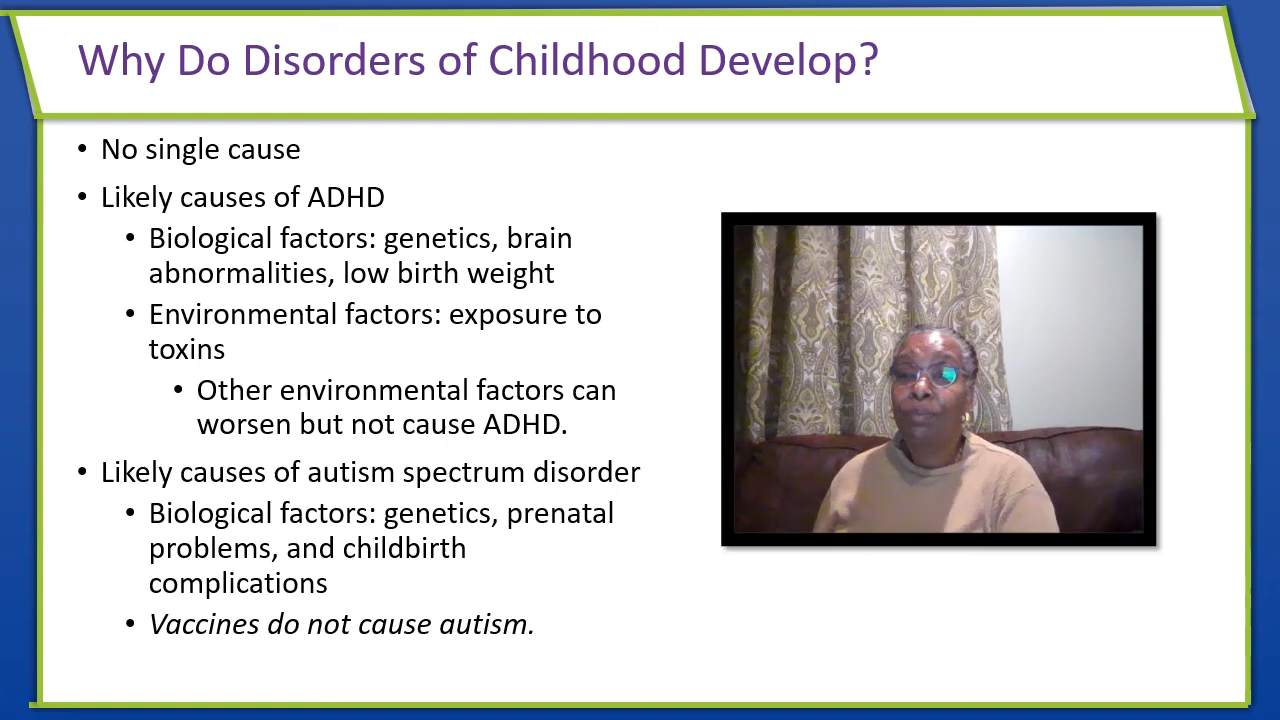 Why Do Disorders of Childhood Develop?
• No single cause
• Likely causes of ADHD
• Biological factors: genetics, brain
abnormalities, low birth weight
• Environmental factors: exposure to
toxins
• Other environmental factors can
worsen but not cause ADHD.
• Likely causes of autism spectrum disorder
• Biological factors: genetics, prenatal
problems, and childbirth
complications
• Vaccines do not cause autism.